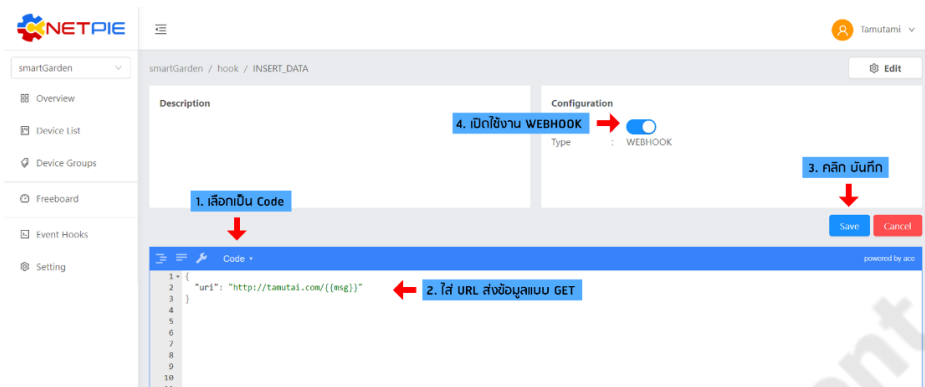 NETPIE
Tamutami
smartGarden
smartGarden / hook / INSERT_DATA
Edit
Overview
Device List
Device Groups
Freeboard
Event Hooks
Setting
Description
Configuration
4. เปิดใช้งาน WEBHOOK
Type : WEBHOOK
3. คลิก บันทึก
1. เลือกเป็น Code
Save
Cancel
Code
powered by ace
1 {
2 "uri": "http://tamutai.com/{{msg}}"
2. ใส่ URL ส่งข้อมูลแบบ GET
3 }
4
5
6
7
8
9
10